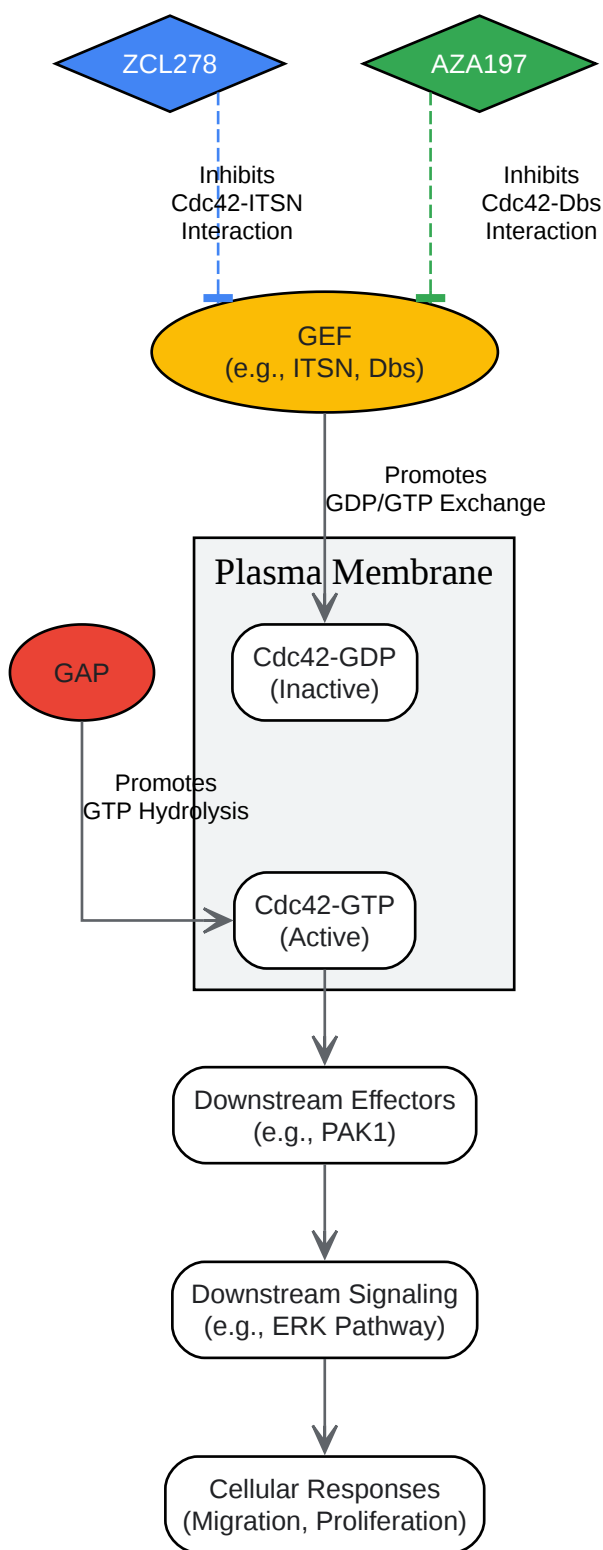 ZCL278
AZA197
Inhibits
Cdc42-ITSN
Interaction
Inhibits
Cdc42-Dbs
Interaction
GEF
(e.g., ITSN, Dbs)
Promotes
GDP/GTP Exchange
Plasma Membrane
Cdc42-GDP
(Inactive)
GAP
Promotes
GTP Hydrolysis
Cdc42-GTP
(Active)
Downstream Effectors
(e.g., PAK1)
Downstream Signaling
(e.g., ERK Pathway)
Cellular Responses
(Migration, Proliferation)